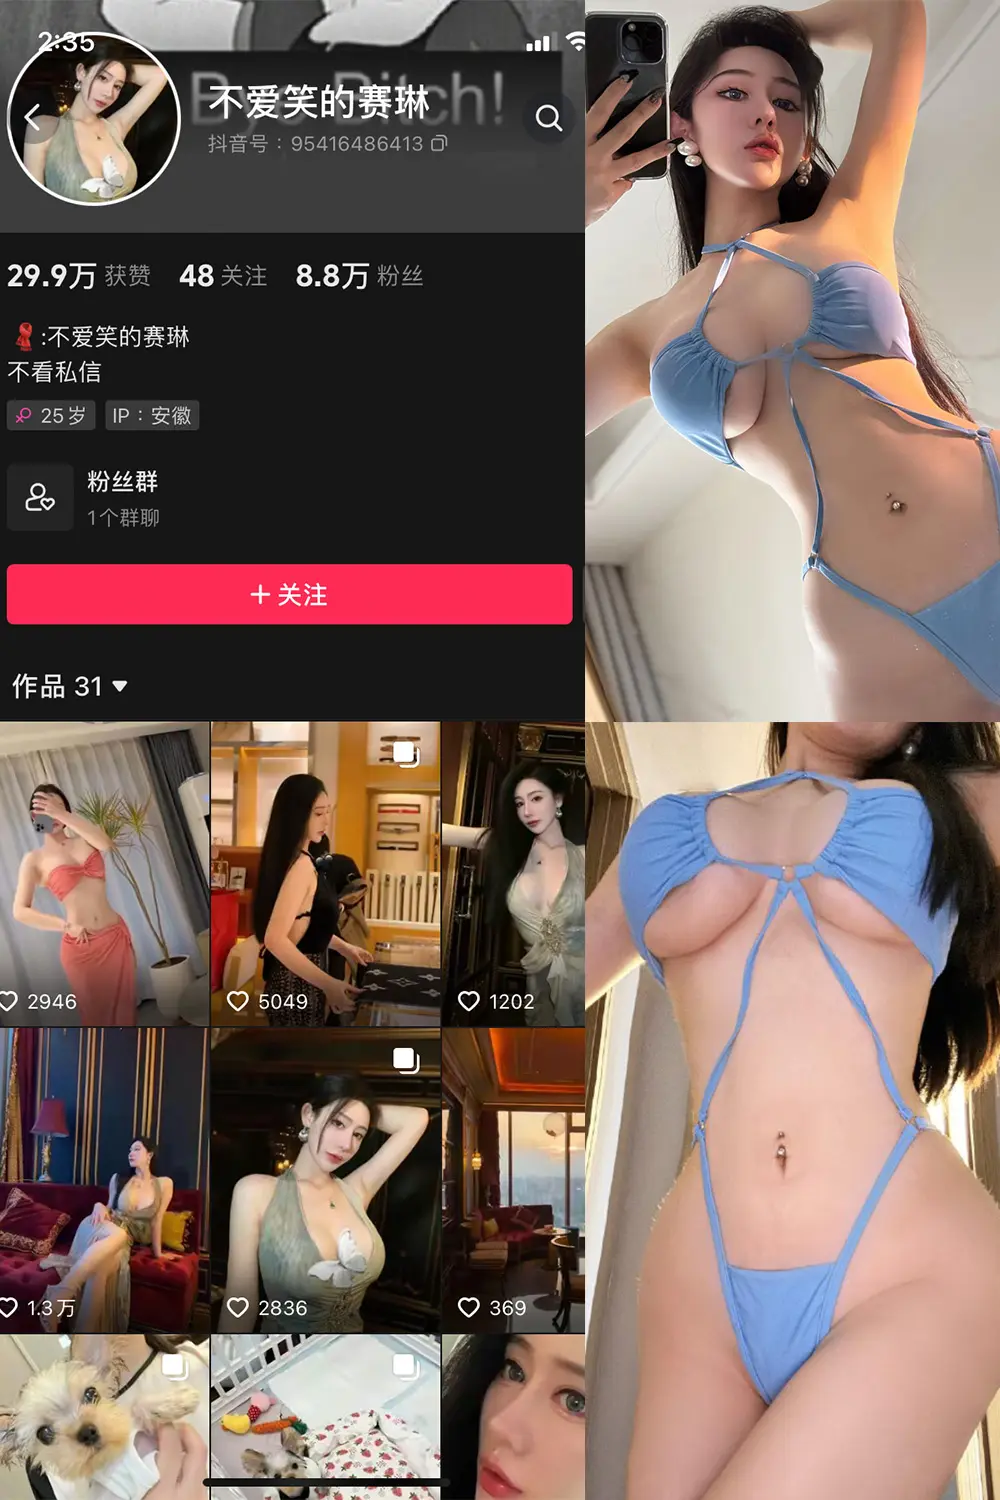 2:35
不爱笑的赛琳
抖音号：95416486413
29.9万 获赞 48 关注 8.8万 粉丝
:不爱笑的赛琳
不看私信
25岁 IP：安徽
粉丝群
1个群聊
+ 关注
作品 31
2946
5049
1202
1.3万
2836
369